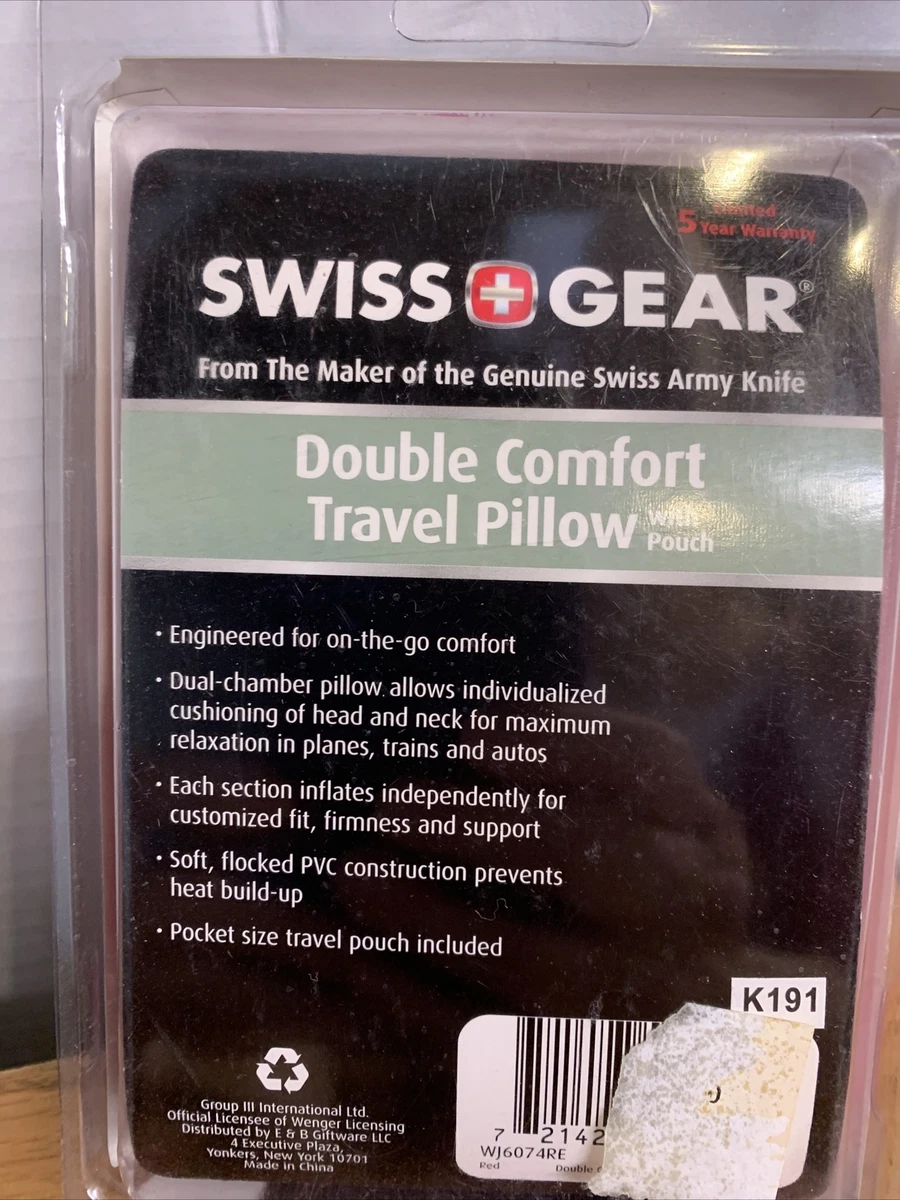 Limited
5 Year Warranty
SWISS GEAR®
From The Maker of the Genuine Swiss Army Knife
Double Comfort
Travel Pillow with
Pouch
• Engineered for on-the-go comfort
• Dual-chamber pillow allows individualized
cushioning of head and neck for maximum
relaxation in planes, trains and autos
• Each section inflates independently for
customized fit, firmness and support
• Soft, flocked PVC construction prevents
heat build-up
• Pocket size travel pouch included
K191
Group III International Ltd.
Official Licensee of Wenger Licensing
Distributed by E & B Giftware LLC
4 Executive Plaza,
Yonkers, New York 10701
Made in China
7 2142
WJ6074RE
Red Double